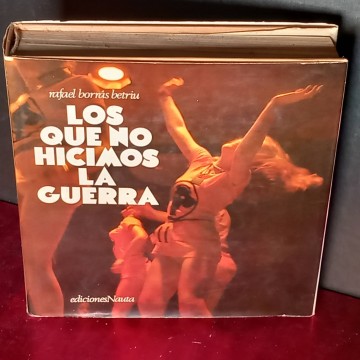 rafael borràs betriu
LOS
QUE NO
HICIMOS
LA
GUERRA
edicionesNauta